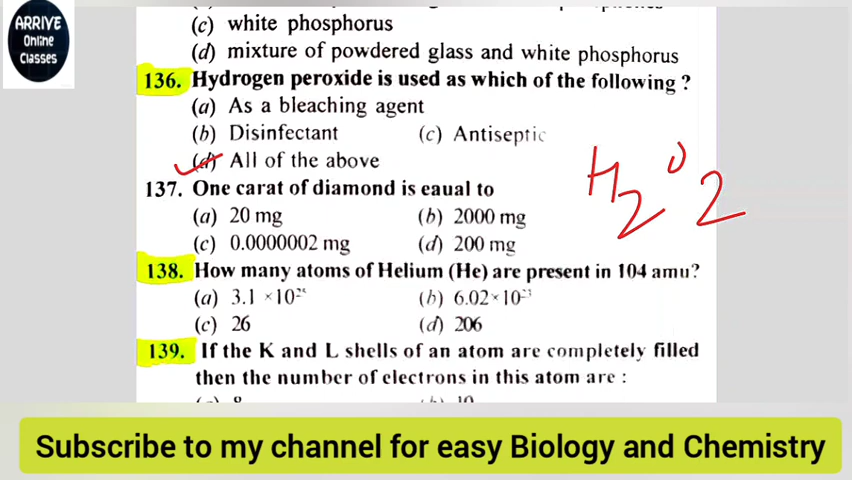 ARRIVE
Online
Classes
(c) white phosphorus
(d) mixture of powdered glass and white phosphorus
136. Hydrogen peroxide is used as which of the following ?
(a) As a bleaching agent
(b) Disinfectant (c) Antiseptic
(d) All of the above
H2O2
137. One carat of diamond is eaual to
(a) 20 mg (b) 2000 mg
(c) 0.0000002 mg (d) 200 mg
138. How many atoms of Helium (He) are present in 104 amu?
(a) 3.1 ×10 (b) 6.02×10
(c) 26 (d) 206
139. If the K and L shells of an atom are completely filled
then the number of electrons in this atom are :
Subscribe to my channel for easy Biology and Chemistry